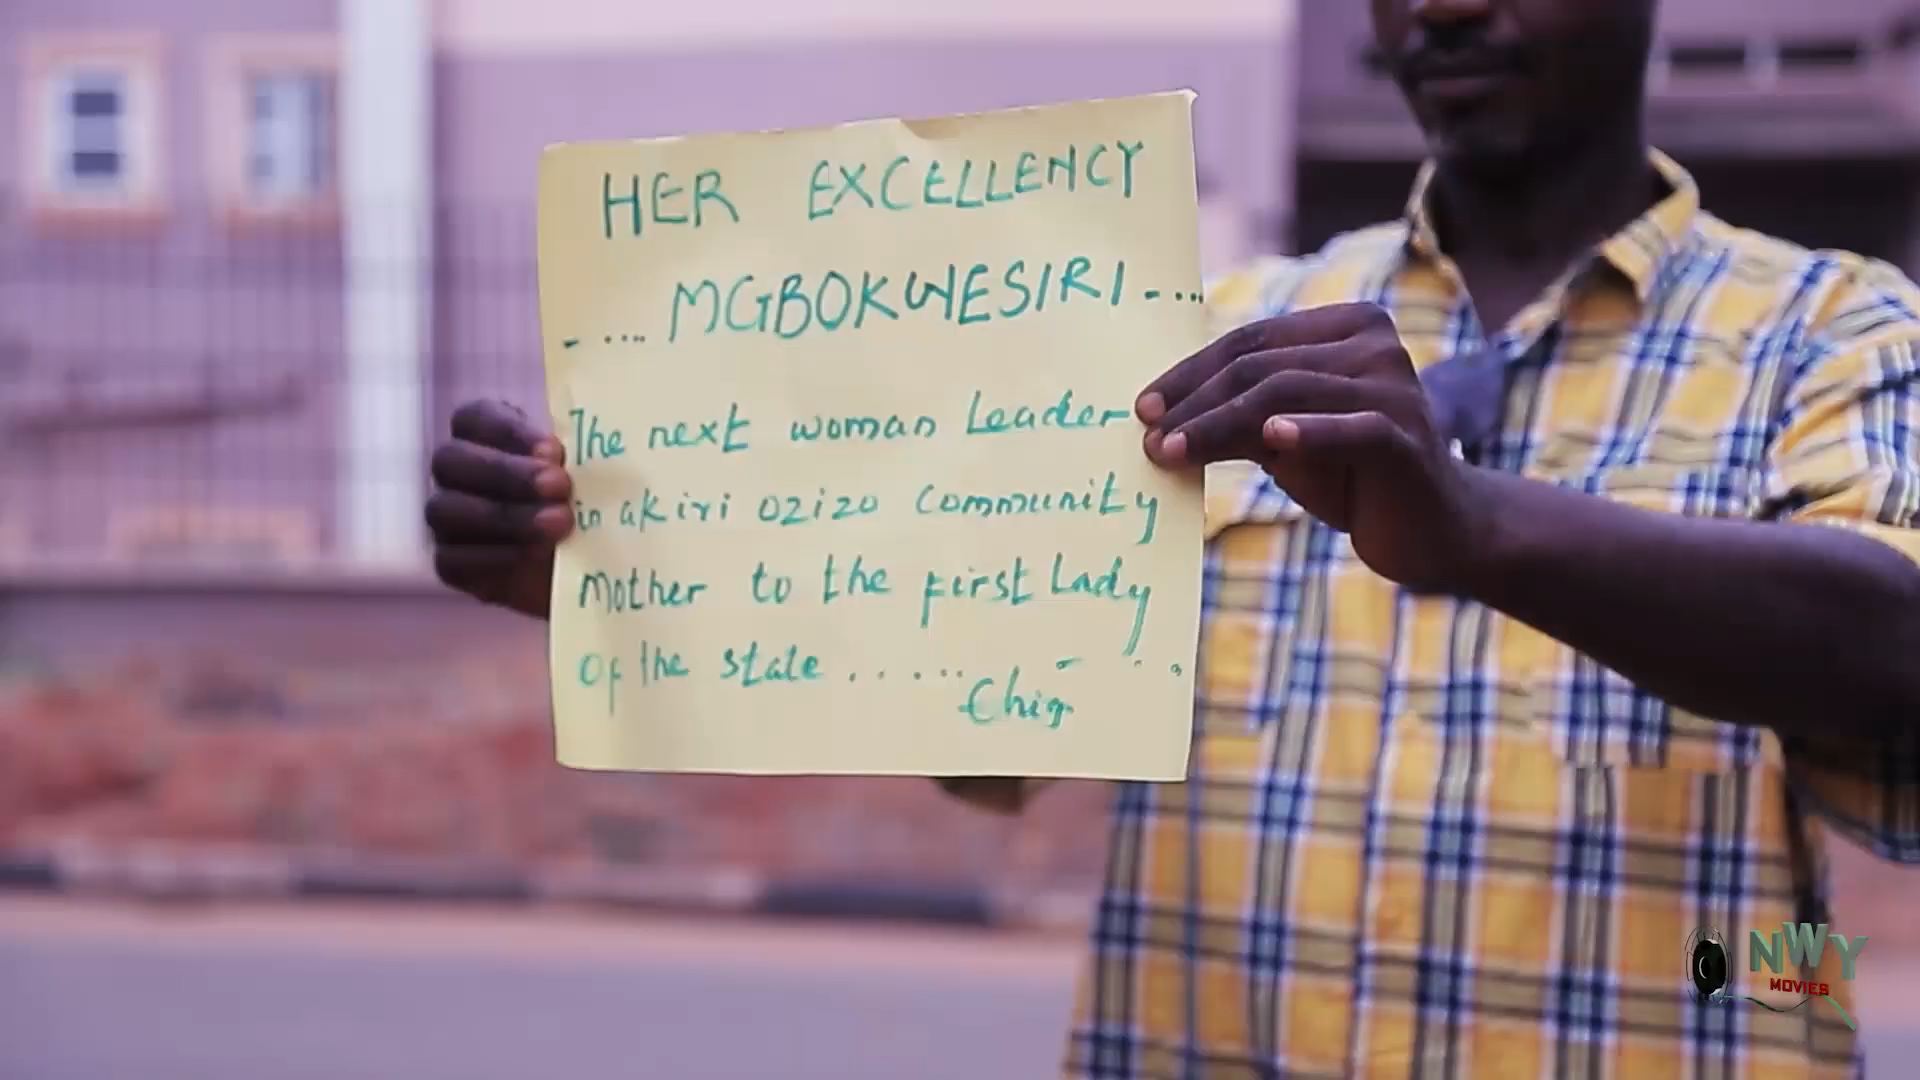 HER EXCELLENCY
- .... MGBOKWESIRI - ....
The next woman Leader
in akiri ozizo Community
Mother to the first Lady
Of the state ......
NWY
MOVIES